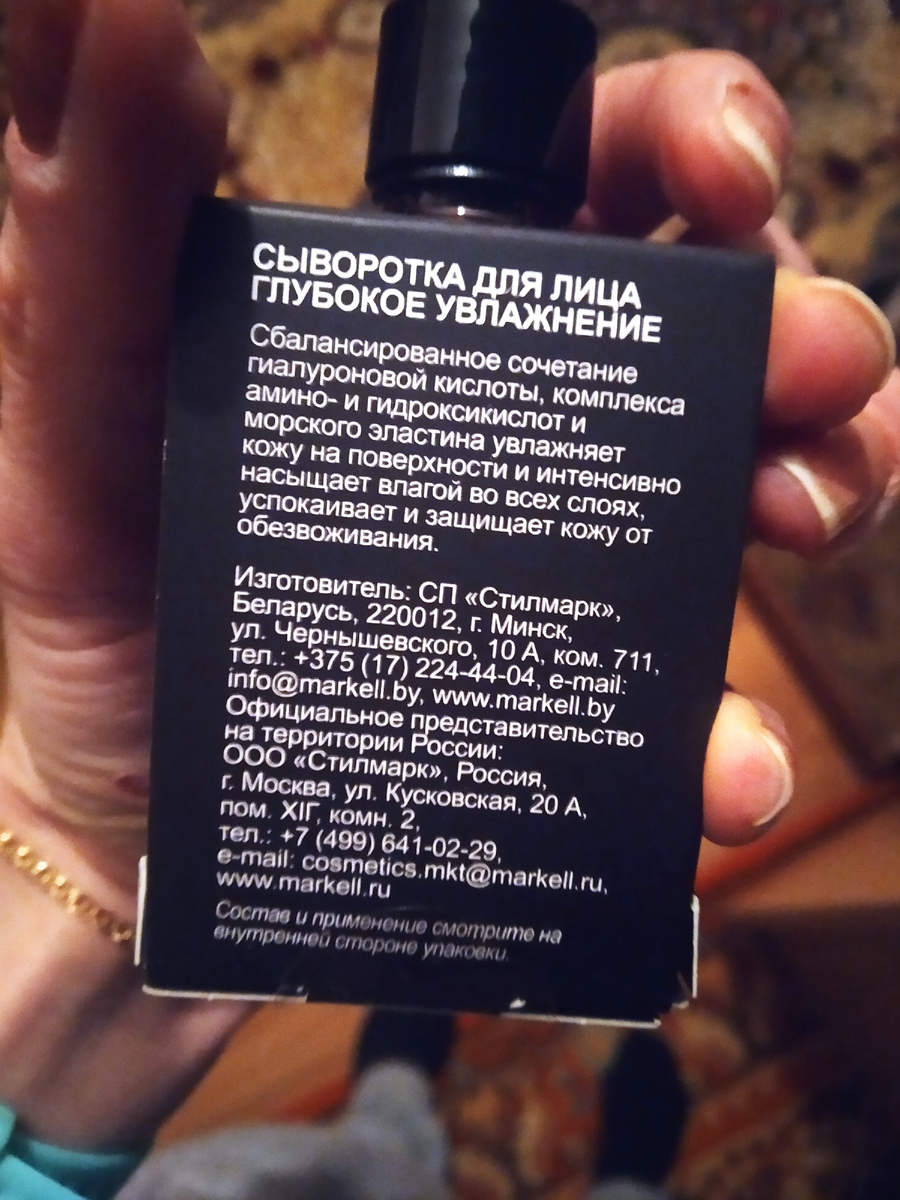 СЫВОРОТКА ДЛЯ ЛИЦА
ГЛУБОКОЕ УВЛАЖНЕНИЕ
Сбалансированное сочетание
гиалуроновой кислоты, комплекса
амино- и гидроксикислот и
морского эластина увлажняет
кожу на поверхности и интенсивно
насыщает влагой во всех слоях,
успокаивает и защищает кожу от
обезвоживания.
Изготовитель: СП «Стилмарк»,
Беларусь, 220012, г. Минск,
ул. Чернышевского, 10 А, ком. 711,
тел.: +375 (17) 224-44-04, e-mail:
info@markell.by, www.markell.by
Официальное представительство
на территории России:
ООО «Стилмарк», Россия,
г. Москва, ул. Кусковская, 20 А,
пом. XIГ, комн. 2,
тел.: +7 (499) 641-02-29,
e-mail: cosmetics.mkt@markell.ru,
www.markell.ru
Состав и применение смотрите на
внутренней стороне упаковки.